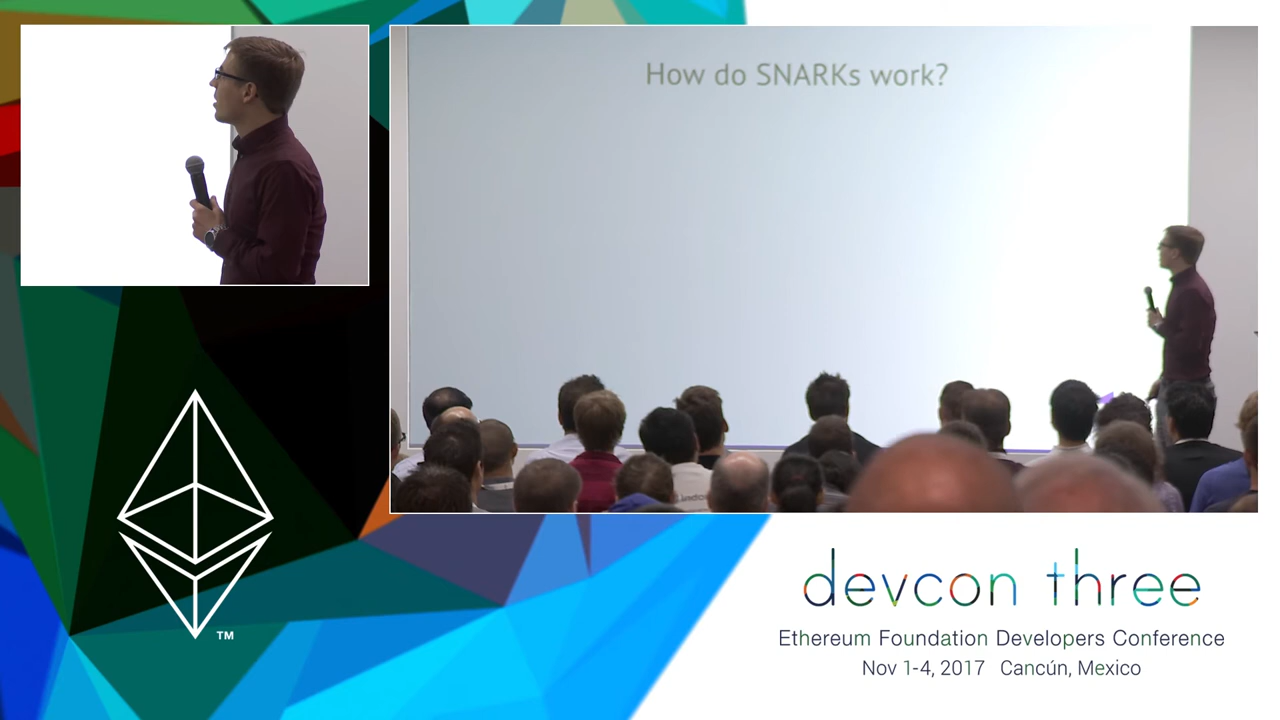 How do SNARKs work?
TM
devcon three
Ethereum Foundation Developers Conference
Nov 1-4, 2017 Cancún, Mexico